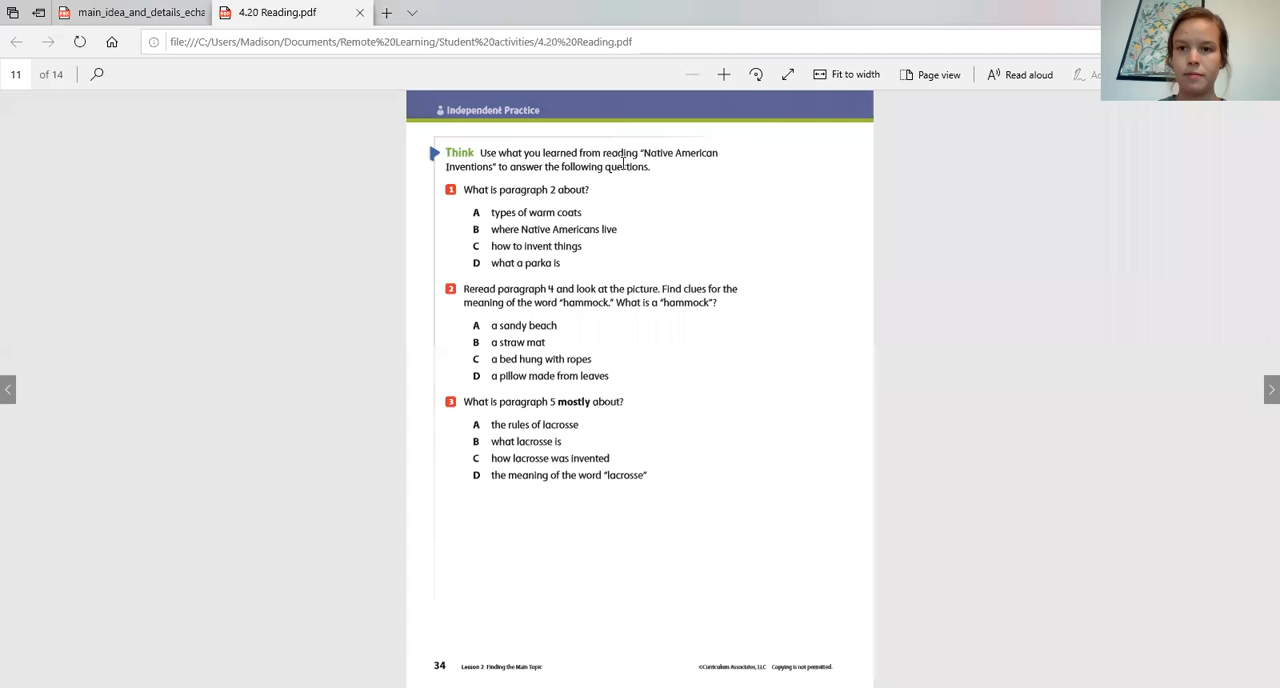 main_idea_and_details_echa
4.20 Reading.pdf
file:///C:/Users/Madison/Documents/Remote%20Learning/Student%20activities/4.20%20Reading.pdf
11 of 14
Fit to width
Page view
Read aloud
Independent Practice
Think Use what you learned from reading “Native American
Inventions” to answer the following questions.
1 What is paragraph 2 about?
A types of warm coats
B where Native Americans live
C how to invent things
D what a parka is
2 Reread paragraph 4 and look at the picture. Find clues for the
meaning of the word “hammock.” What is a “hammock”?
A a sandy beach
B a straw mat
C a bed hung with ropes
D a pillow made from leaves
3 What is paragraph 5 mostly about?
A the rules of lacrosse
B what lacrosse is
C how lacrosse was invented
D the meaning of the word “lacrosse”
34 Lesson 2 Finding the Main Topic
©Curriculum Associates, LLC Copying is not permitted.